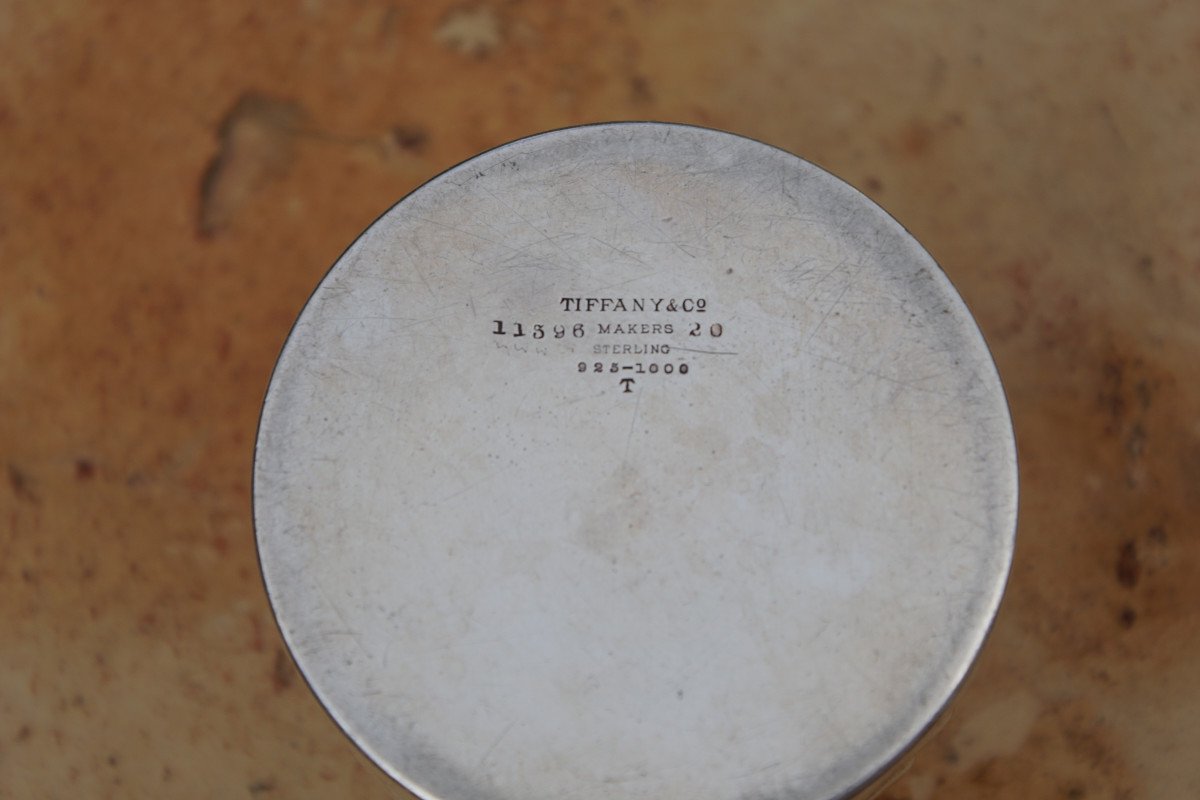 TIFFANY & Cº
11396 MAKERS 20
STERLING
925-1000
T